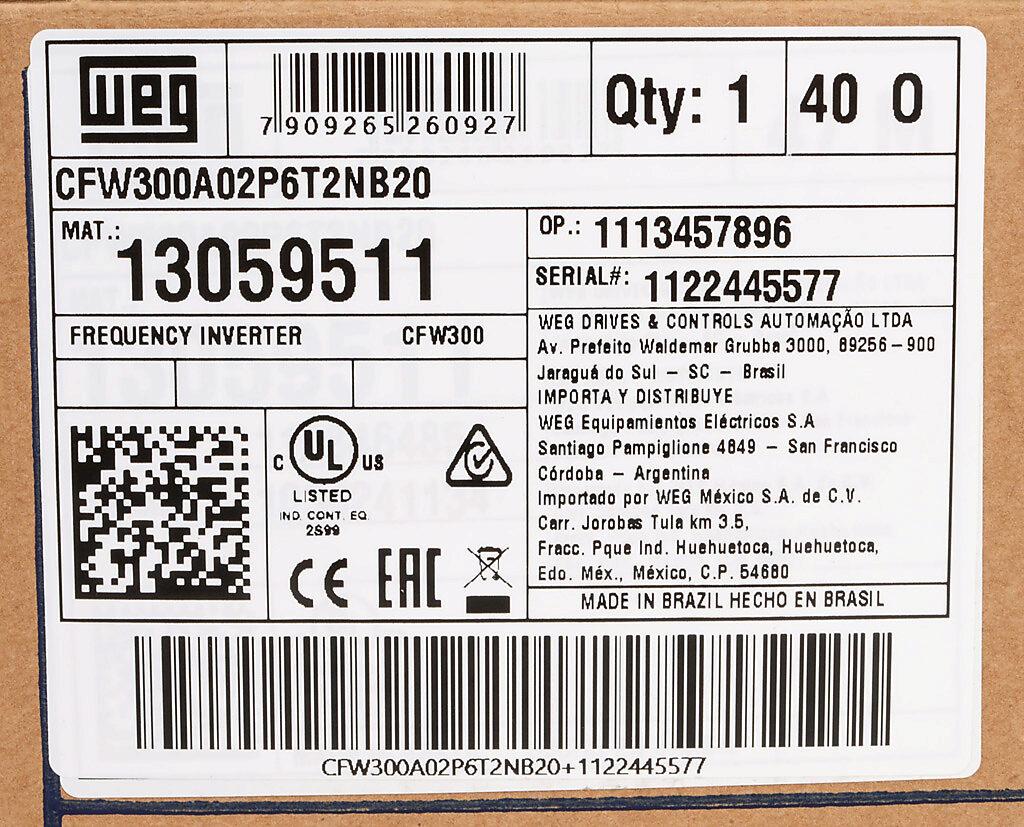 WEG
7 909265 260927
Qty: 1
40 0
CFW300A02P6T2NB20
MAT.: 13059511
OP.: 1113457896
SERIAL#: 1122445577
FREQUENCY INVERTER CFW300
WEG DRIVES & CONTROLS AUTOMAÇÃO LTDA
Av. Prefeito Waldemar Grubba 3000, 89256-900
Jaraguá do Sul - SC - Brasil
IMPORTA Y DISTRIBUYE
WEG Equipamientos Eléctricos S.A
Santiago Pampiglione 4849 - San Francisco
Córdoba - Argentina
Importado por WEG México S.A. de C.V.
Carr. Jorobas Tula km 3.5,
Fracc. Pque Ind. Huehuetoca, Huehuetoca,
Edo. Méx., México, C.P. 54680
MADE IN BRAZIL HECHO EN BRASIL
C UL US
LISTED
IND. CONT. EQ.
2S99
CE EAC
CFW300A02P6T2NB20+1122445577